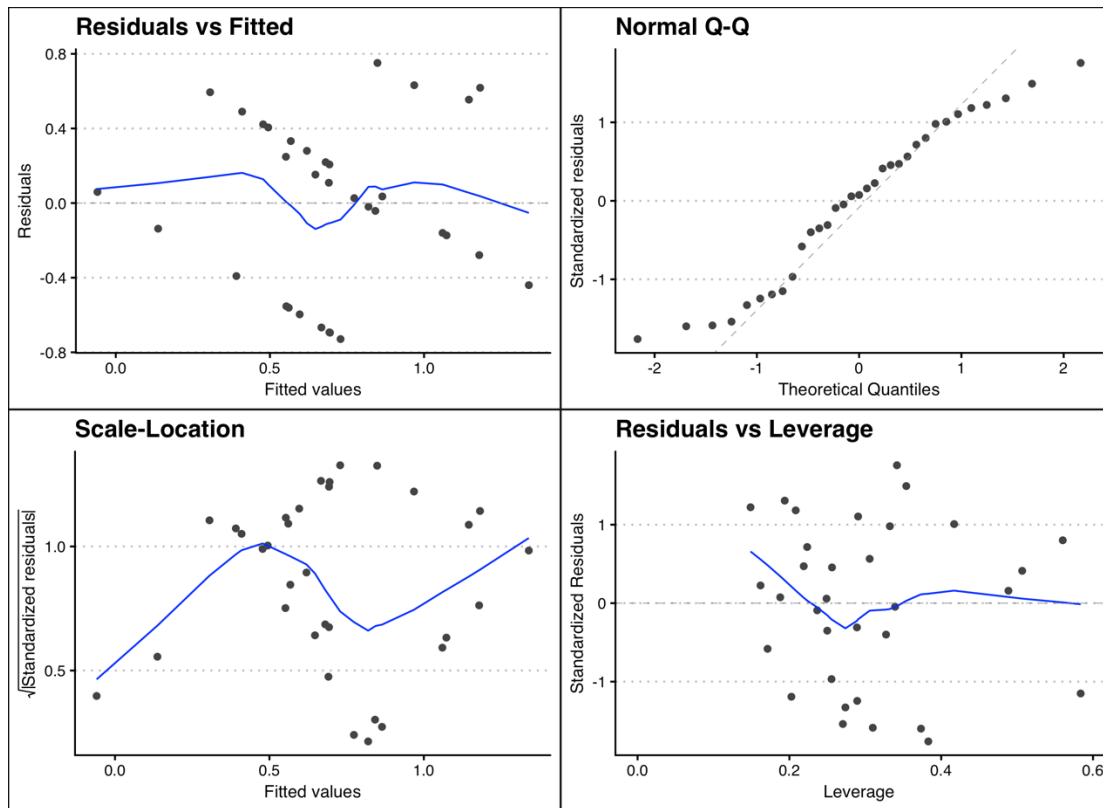 Residuals vs Fitted
0.8
0.4
0.0
-0.4
-0.8
Residuals
0.0 0.5 1.0
Fitted values
Normal Q-Q
1
0
-1
Standardized residuals
-2 -1 0 1 2
Theoretical Quantiles
Scale-Location
1.0
0.5
√|Standardized residuals|
0.0 0.5 1.0
Fitted values
Residuals vs Leverage
1
0
-1
Standardized Residuals
0.0 0.2 0.4 0.6
Leverage